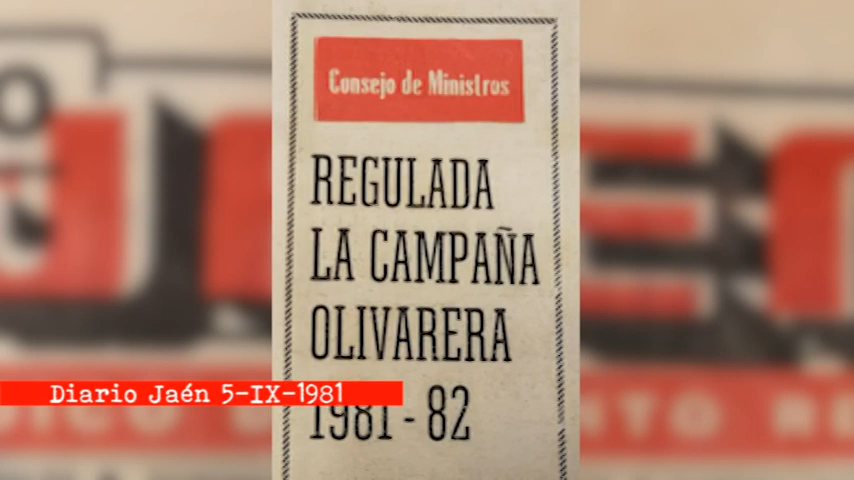 Consejo de Ministros
REGULADA
LA CAMPAÑA
OLIVARERA
1981-82
Diario Jaén 5-IX-1981